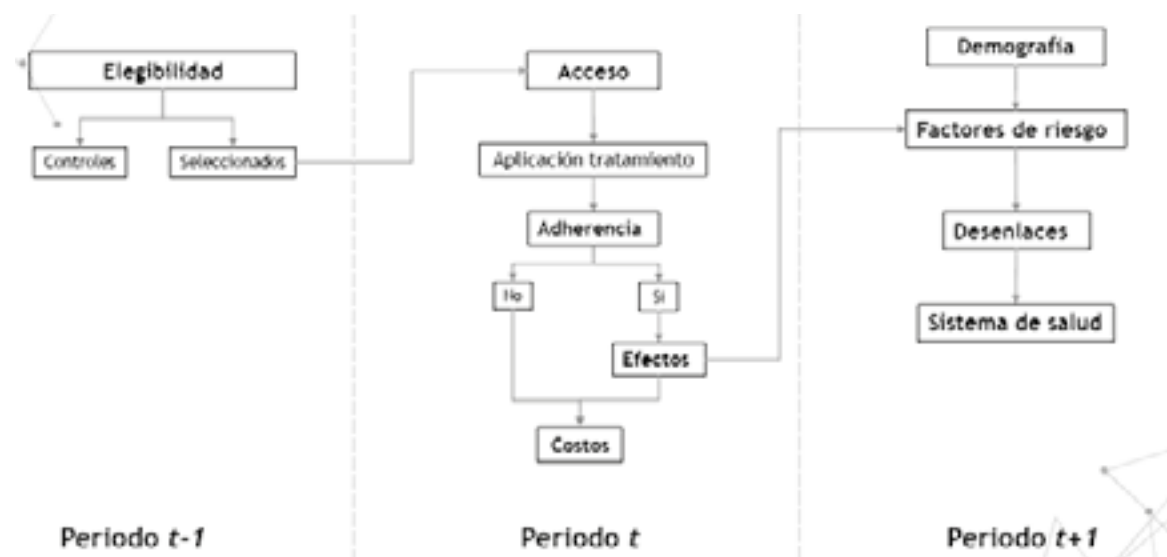 Elegibilidad
Controles
Seleccionados
Periodo t-1
Acceso
Aplicación tratamiento
Adherencia
No
Si
Efectos
Costos
Periodo t
Demografía
Factores de riesgo
Desenlaces
Sistema de salud
Periodo t+1